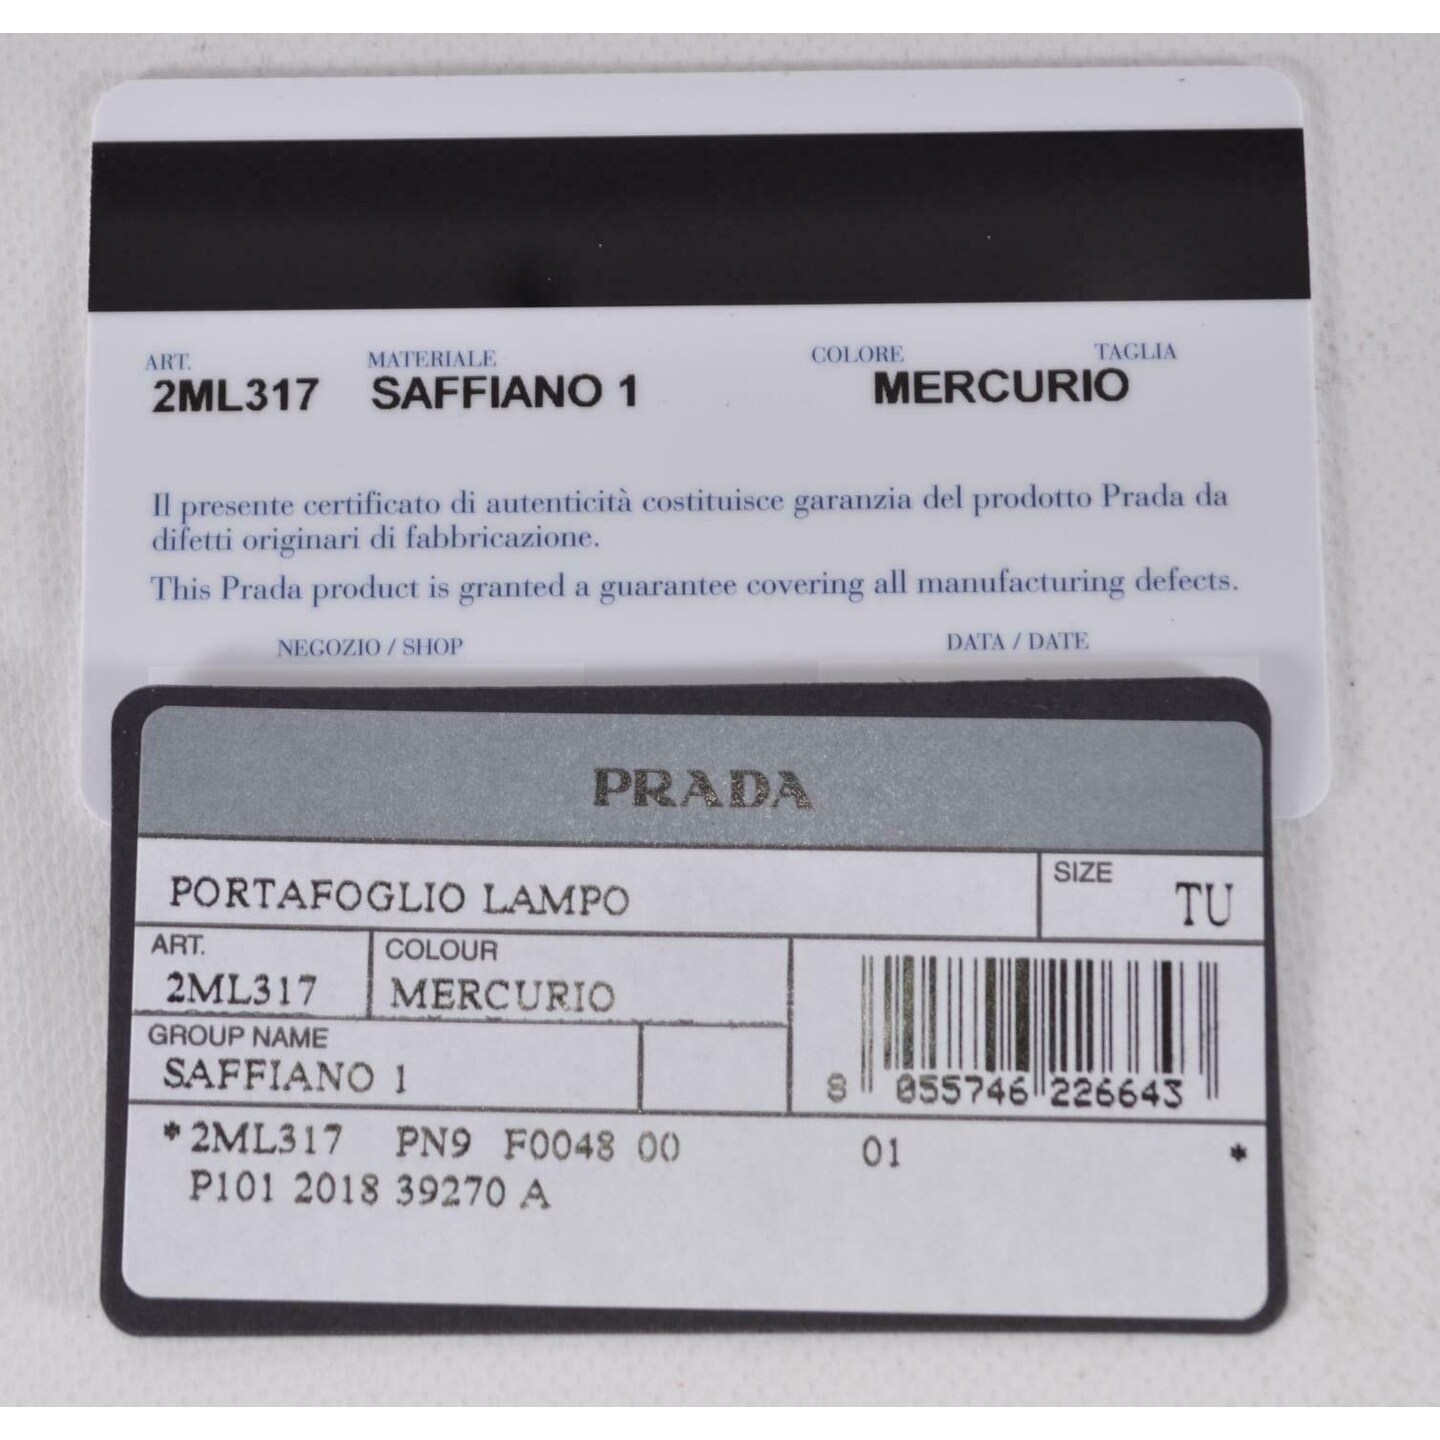 ART. MATERIALE COLORE TAGLIA
2ML317 SAFFIANO 1 MERCURIO
Il presente certificato di autenticità costituisce garanzia del prodotto Prada da
difetti originari di fabbricazione.
This Prada product is granted a guarantee covering all manufacturing defects.
NEGOZIO / SHOP DATA / DATE
PRADA
PORTAFOGLIO LAMPO
SIZE
TU
ART.
2ML317
COLOUR
MERCURIO
GROUP NAME
SAFFIANO 1
8 055746 226643
*2ML317 PN9 F0048 00 01 *
P101 2018 39270 A